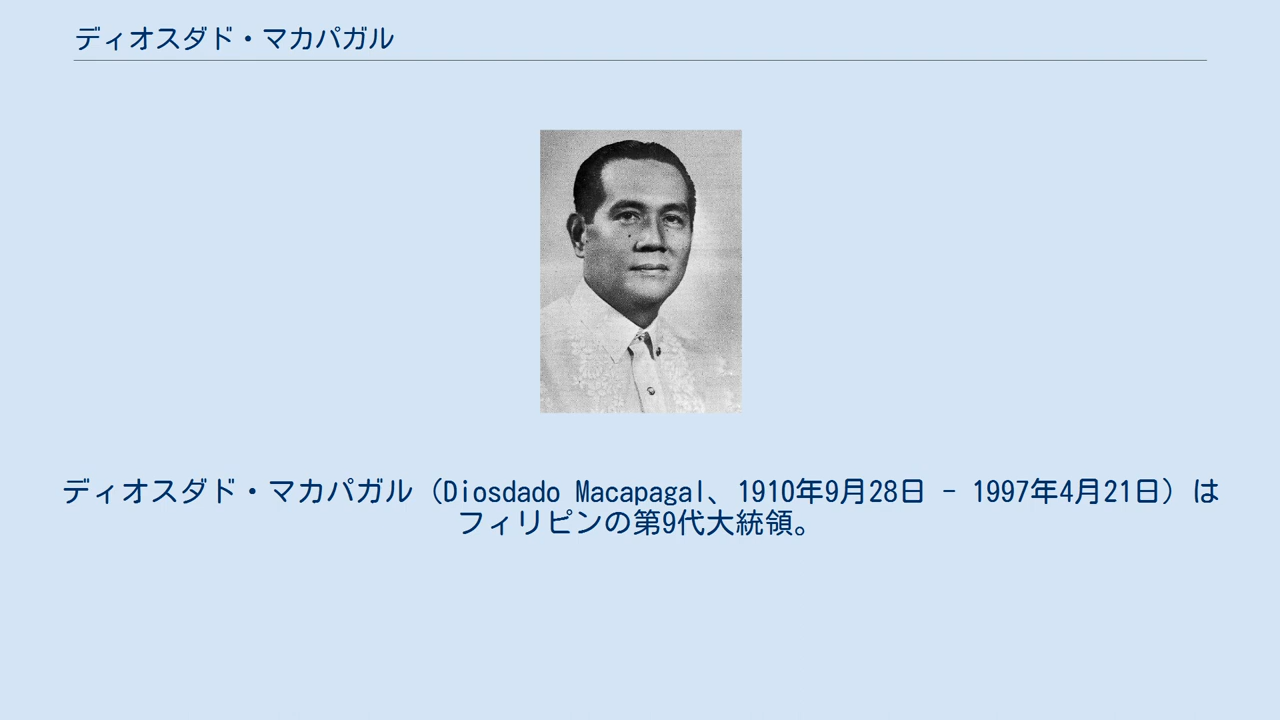 ディオスダド・マカパガル
ディオスダド・マカパガル（Diosdado Macapagal、1910年9月28日 - 1997年4月21日）は
フィリピンの第9代大統領。